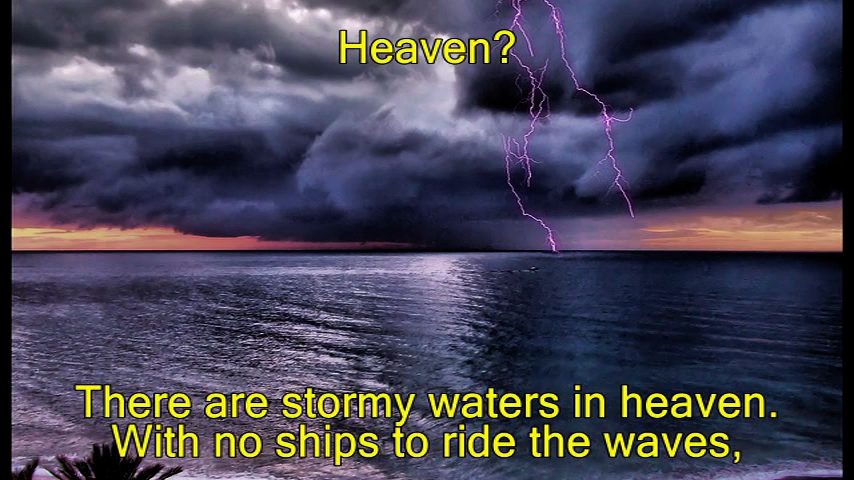 Heaven?
There are stormy waters in heaven.
With no ships to ride the waves,